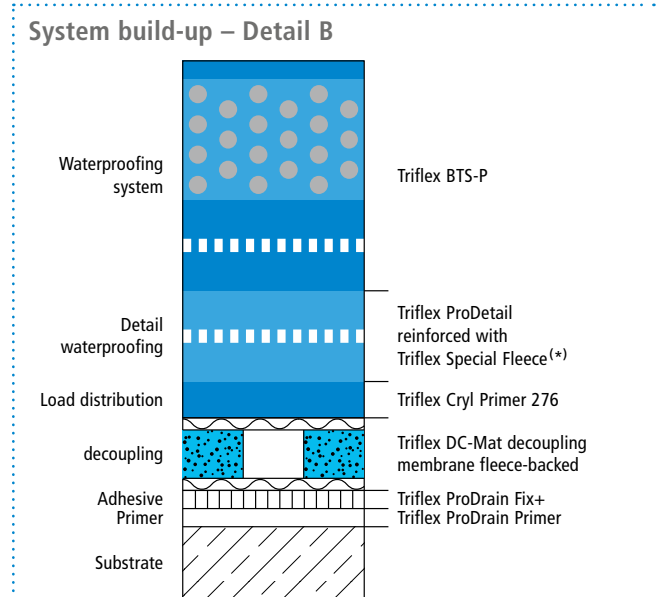 System build-up – Detail B
Waterproofing
system
Triflex BTS-P
Detail
waterproofing
Triflex ProDetail
reinforced with
Triflex Special Fleece(*)
Load distribution
Triflex Cryl Primer 276
decoupling
Triflex DC-Mat decoupling
membrane fleece-backed
Adhesive
Triflex ProDrain Fix+
Primer
Triflex ProDrain Primer
Substrate